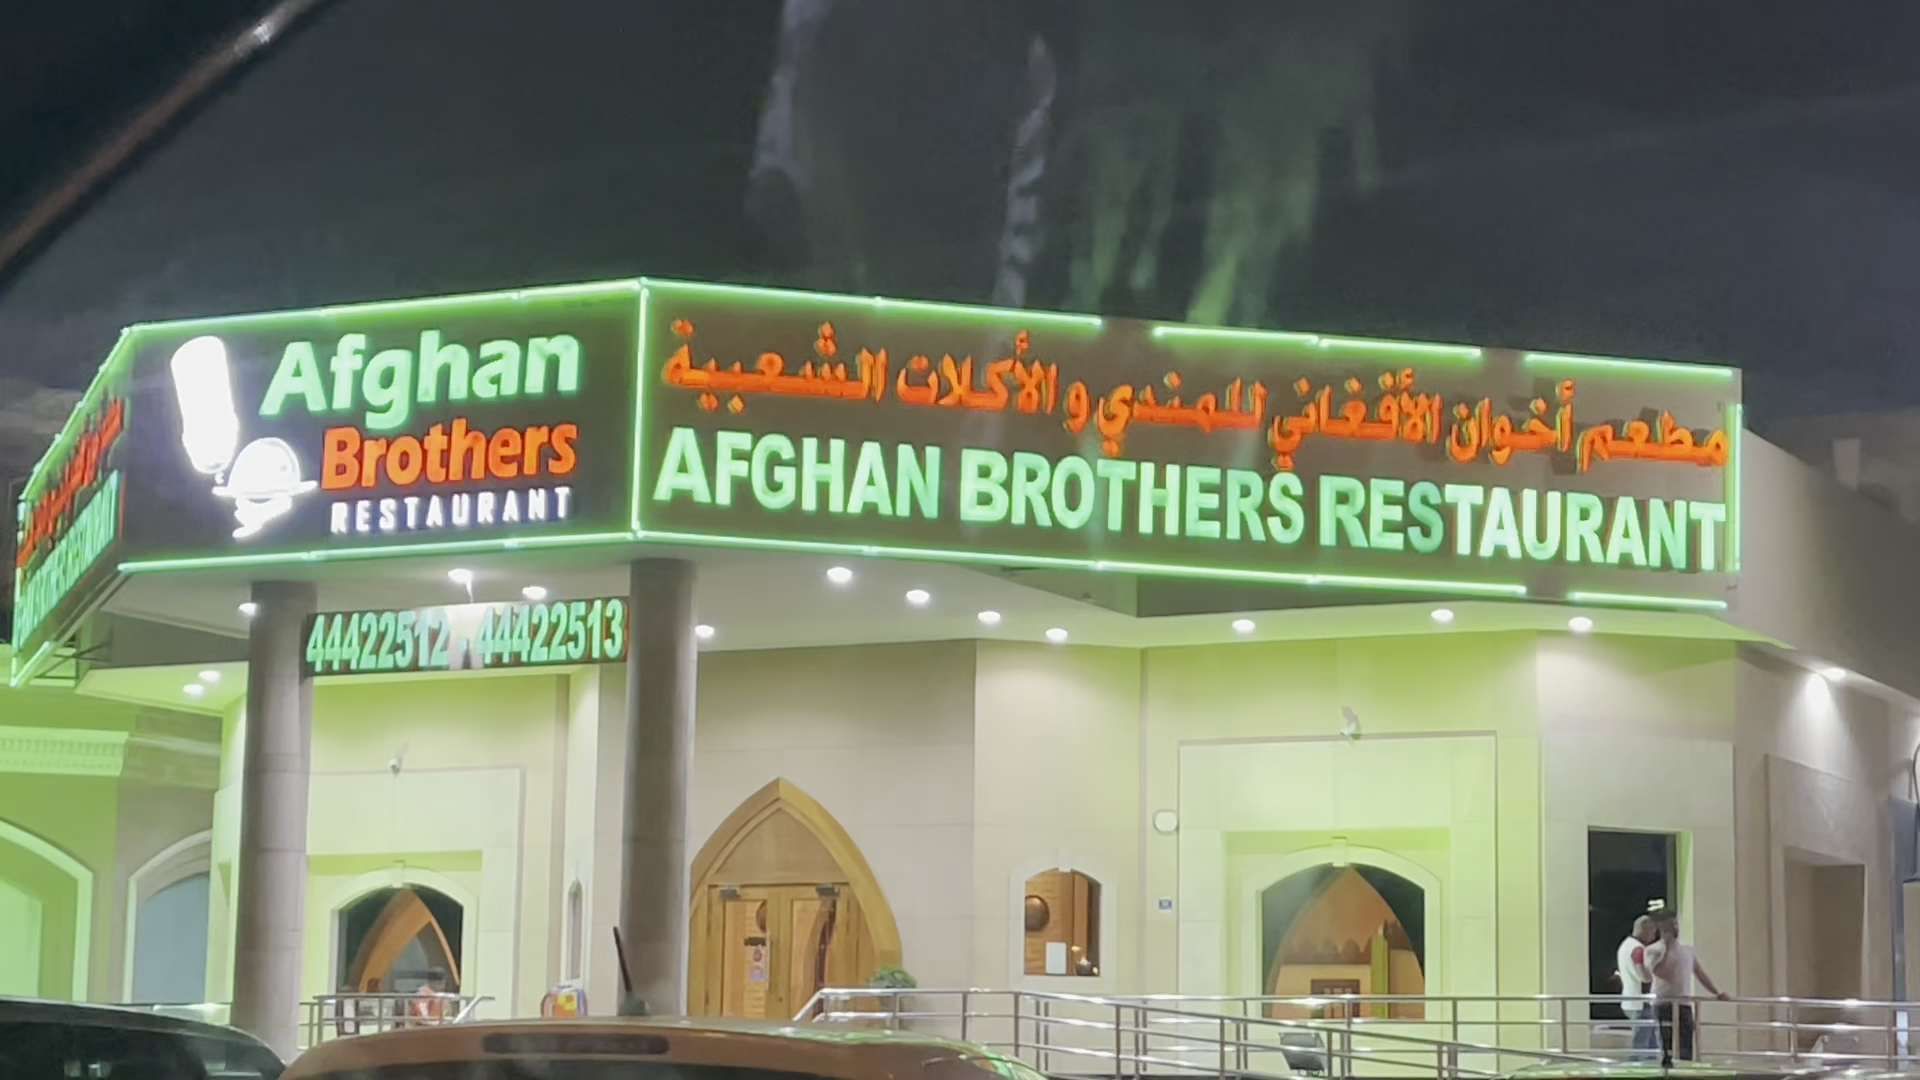 Afghan
Brothers
RESTAURANT
مطعم أخوان الأفغاني للمندي و الأكلات الشعبية
AFGHAN BROTHERS RESTAURANT
44422512 - 44422513